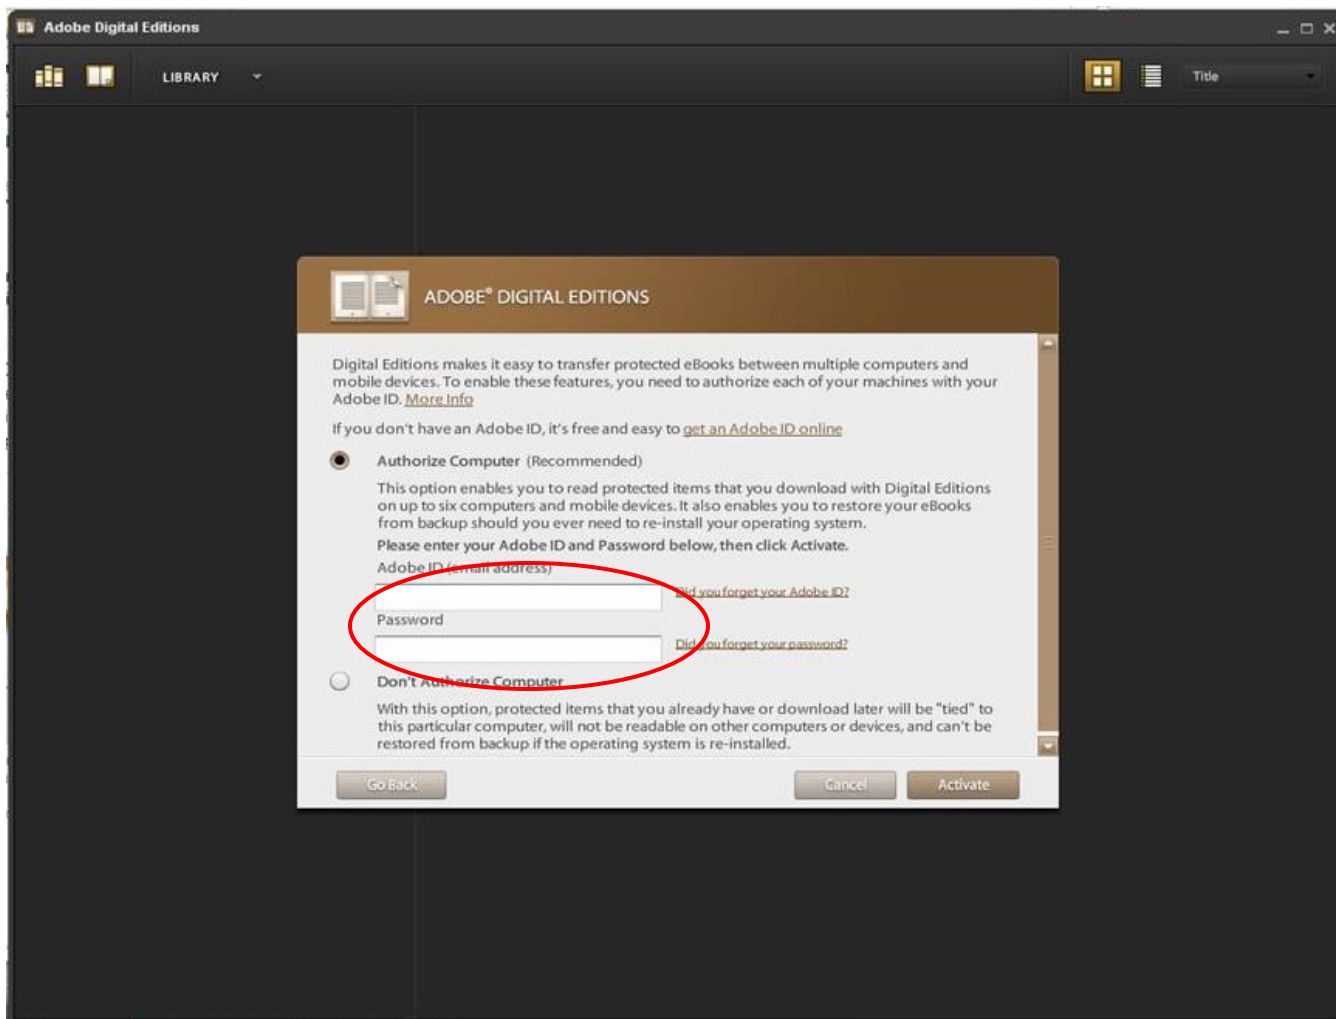 Adobe Digital Editions
LIBRARY
Title
ADOBE® DIGITAL EDITIONS
Digital Editions makes it easy to transfer protected eBooks between multiple computers and
mobile devices. To enable these features, you need to authorize each of your machines with your
Adobe ID. More Info
If you don't have an Adobe ID, it's free and easy to get an Adobe ID online
Authorize Computer (Recommended)
This option enables you to read protected items that you download with Digital Editions
on up to six computers and mobile devices. It also enables you to restore your eBooks
from backup should you ever need to re-install your operating system.
Please enter your Adobe ID and Password below, then click Activate.
Adobe ID (email address)
Did you forget your Adobe ID?
Password
Did you forget your password?
Don't Authorize Computer
With this option, protected items that you already have or download later will be "tied" to
this particular computer, will not be readable on other computers or devices, and can't be
restored from backup if the operating system is re-installed.
Go Back
Cancel
Activate